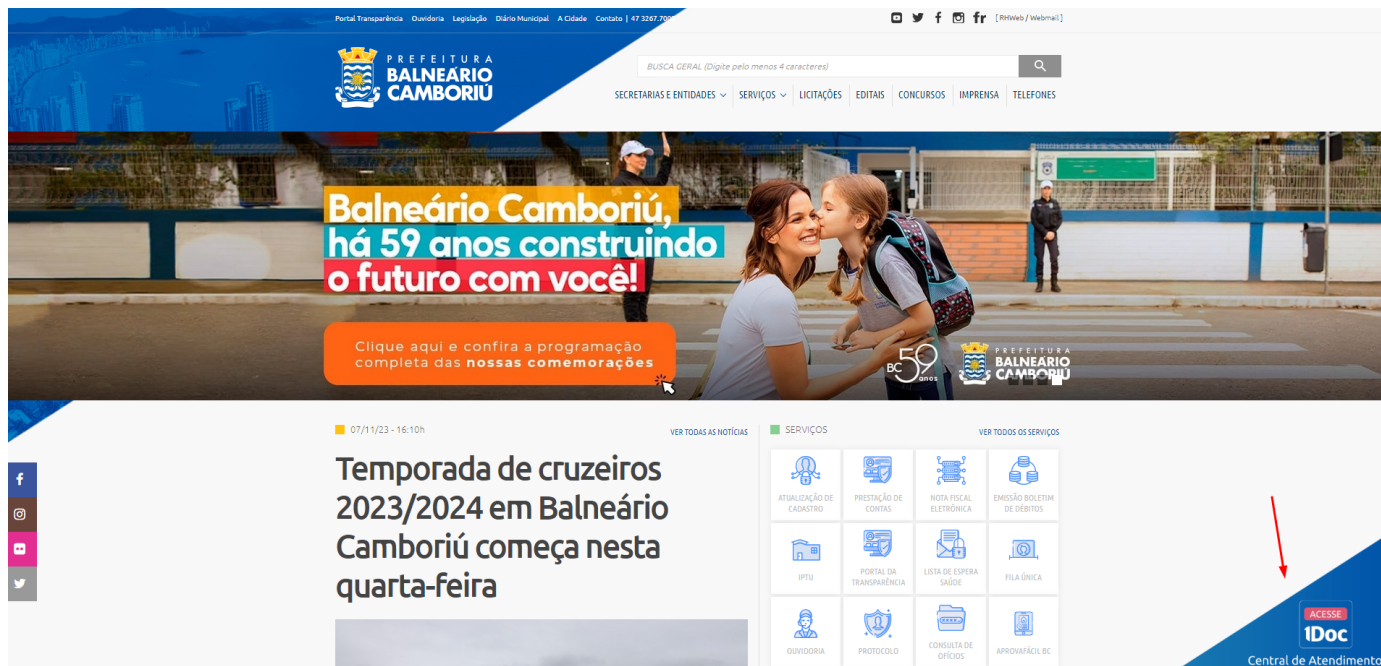 Portal Transparência Ouvidoria Legislação Diário Municipal A Cidade Contato | 47 3267.700
[ RHWeb / Webmail ]
PREFEITURA
BALNEÁRIO
CAMBORIÚ
BUSCA GERAL (Digite pelo menos 4 caracteres)
SECRETARIAS E ENTIDADES SERVIÇOS LICITAÇÕES EDITAIS CONCURSOS IMPRENSA TELEFONES
Balneário Camboriú,
há 59 anos construindo
o futuro com você!
Clique aqui e confira a programação
completa das nossas comemorações
BC 59 anos
PREFEITURA
BALNEÁRIO
CAMBORIÚ
07/11/23 - 16:10h
VER TODAS AS NOTÍCIAS
Temporada de cruzeiros
2023/2024 em Balneário
Camboriú começa nesta
quarta-feira
SERVIÇOS
VER TODOS OS SERVIÇOS
ATUALIZAÇÃO DE
CADASTRO
PRESTAÇÃO DE
CONTAS
NOTA FISCAL
ELETRÔNICA
EMISSÃO BOLETIM
DE DÉBITOS
IPTU
PORTAL DA
TRANSPARÊNCIA
LISTA DE ESPERA
SAÚDE
FILA ÚNICA
OUVIDORIA
PROTOCOLO
CONSULTA DE
OFÍCIOS
APROVAFÁCIL BC
ACESSE
1Doc
Central de Atendimento